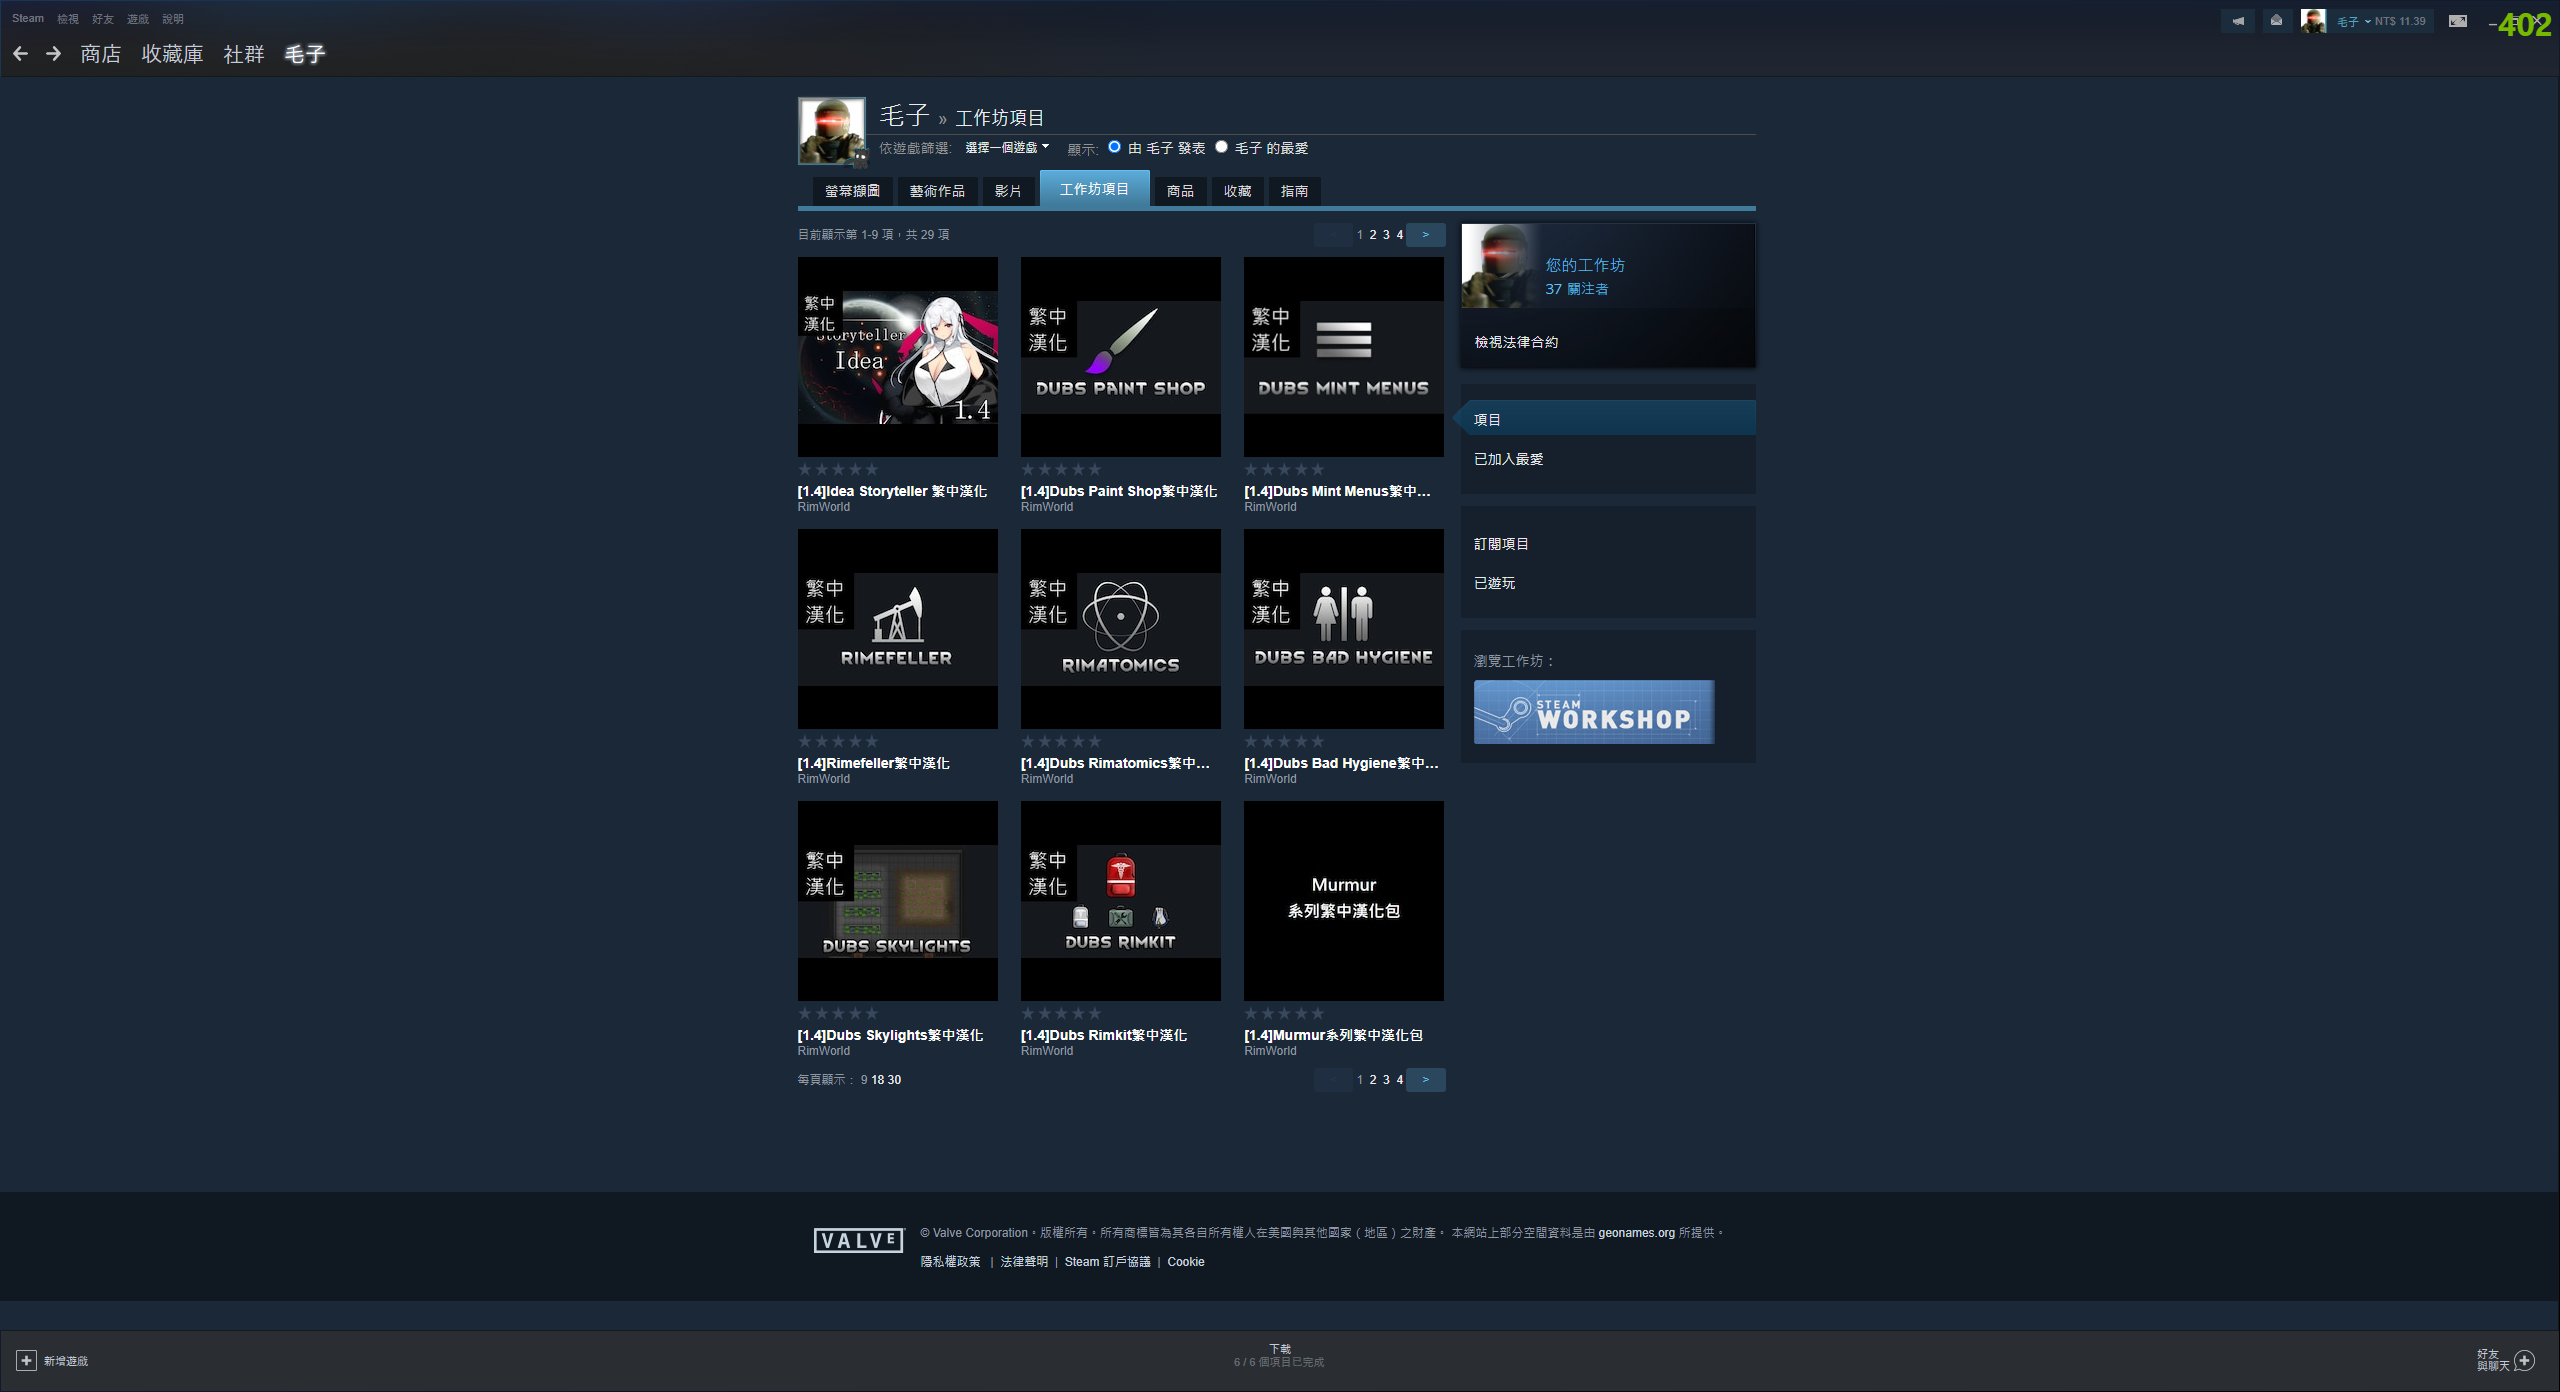 Steam 檢視 好友 遊戲 說明
毛子 NT$ 11.39
402
商店 收藏庫 社群 毛子
毛子 » 工作坊項目
依遊戲篩選: 選擇一個遊戲 顯示: 由 毛子 發表 毛子 的最愛
螢幕擷圖 藝術作品 影片 工作坊項目 商品 收藏 指南
目前顯示第 1-9 項，共 29 項
< 1 2 3 4 >
繁中
漢化
Storyteller
Idea
1.4
繁中
漢化
DUBS PAINT SHOP
繁中
漢化
DUBS MINT MENUS
[1.4]Idea Storyteller 繁中漢化
RimWorld
[1.4]Dubs Paint Shop繁中漢化
RimWorld
[1.4]Dubs Mint Menus繁中...
RimWorld
繁中
漢化
RIMEFELLER
繁中
漢化
RIMATOMICS
繁中
漢化
DUBS BAD HYGIENE
[1.4]Rimefeller繁中漢化
RimWorld
[1.4]Dubs Rimatomics繁中...
RimWorld
[1.4]Dubs Bad Hygiene繁中...
RimWorld
繁中
漢化
DUBS SKYLIGHTS
繁中
漢化
DUBS RIMKIT
Murmur
系列繁中漢化包
[1.4]Dubs Skylights繁中漢化
RimWorld
[1.4]Dubs Rimkit繁中漢化
RimWorld
[1.4]Murmur系列繁中漢化包
RimWorld
每頁顯示： 9 18 30
< 1 2 3 4 >
您的工作坊
37 關注者
檢視法律合約
項目
已加入最愛
訂閱項目
已遊玩
瀏覽工作坊：
STEAM
WORKSHOP
VALVE
© Valve Corporation。版權所有。所有商標皆為其各自所有權人在美國與其他國家（地區）之財產。 本網站上部分空間資料是由 geonames.org 所提供。
隱私權政策 | 法律聲明 | Steam 訂戶協議 | Cookie
新增遊戲
下載
6 / 6 個項目已完成
好友
與聊天